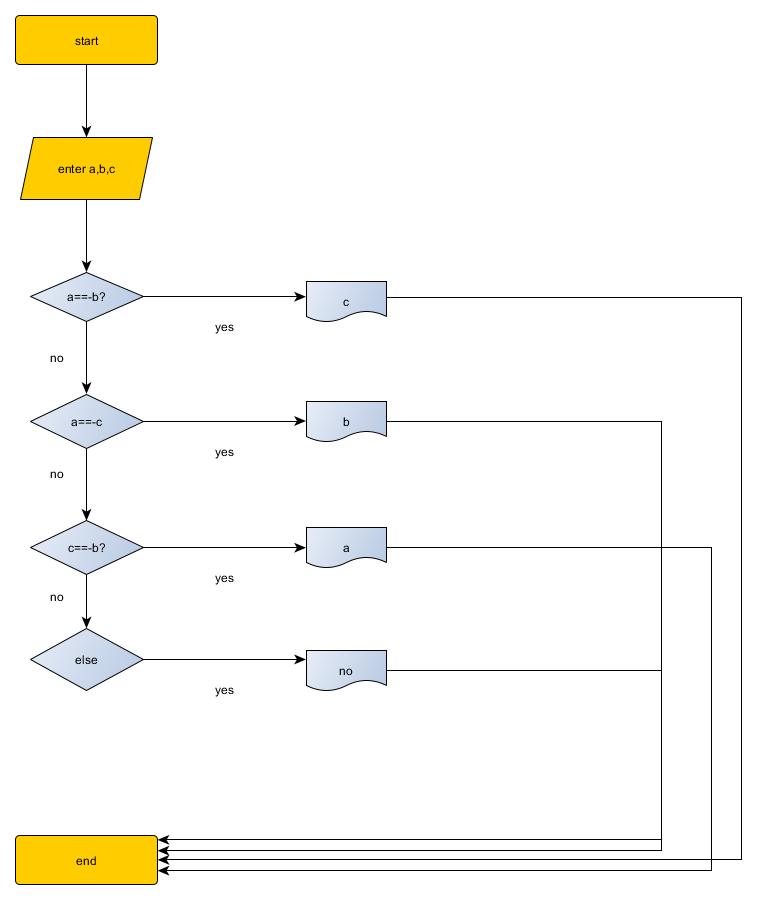 start
enter a,b,c
a==-b?
c
yes
no
a==-c
b
yes
no
c==-b?
a
yes
no
else
no
yes
end